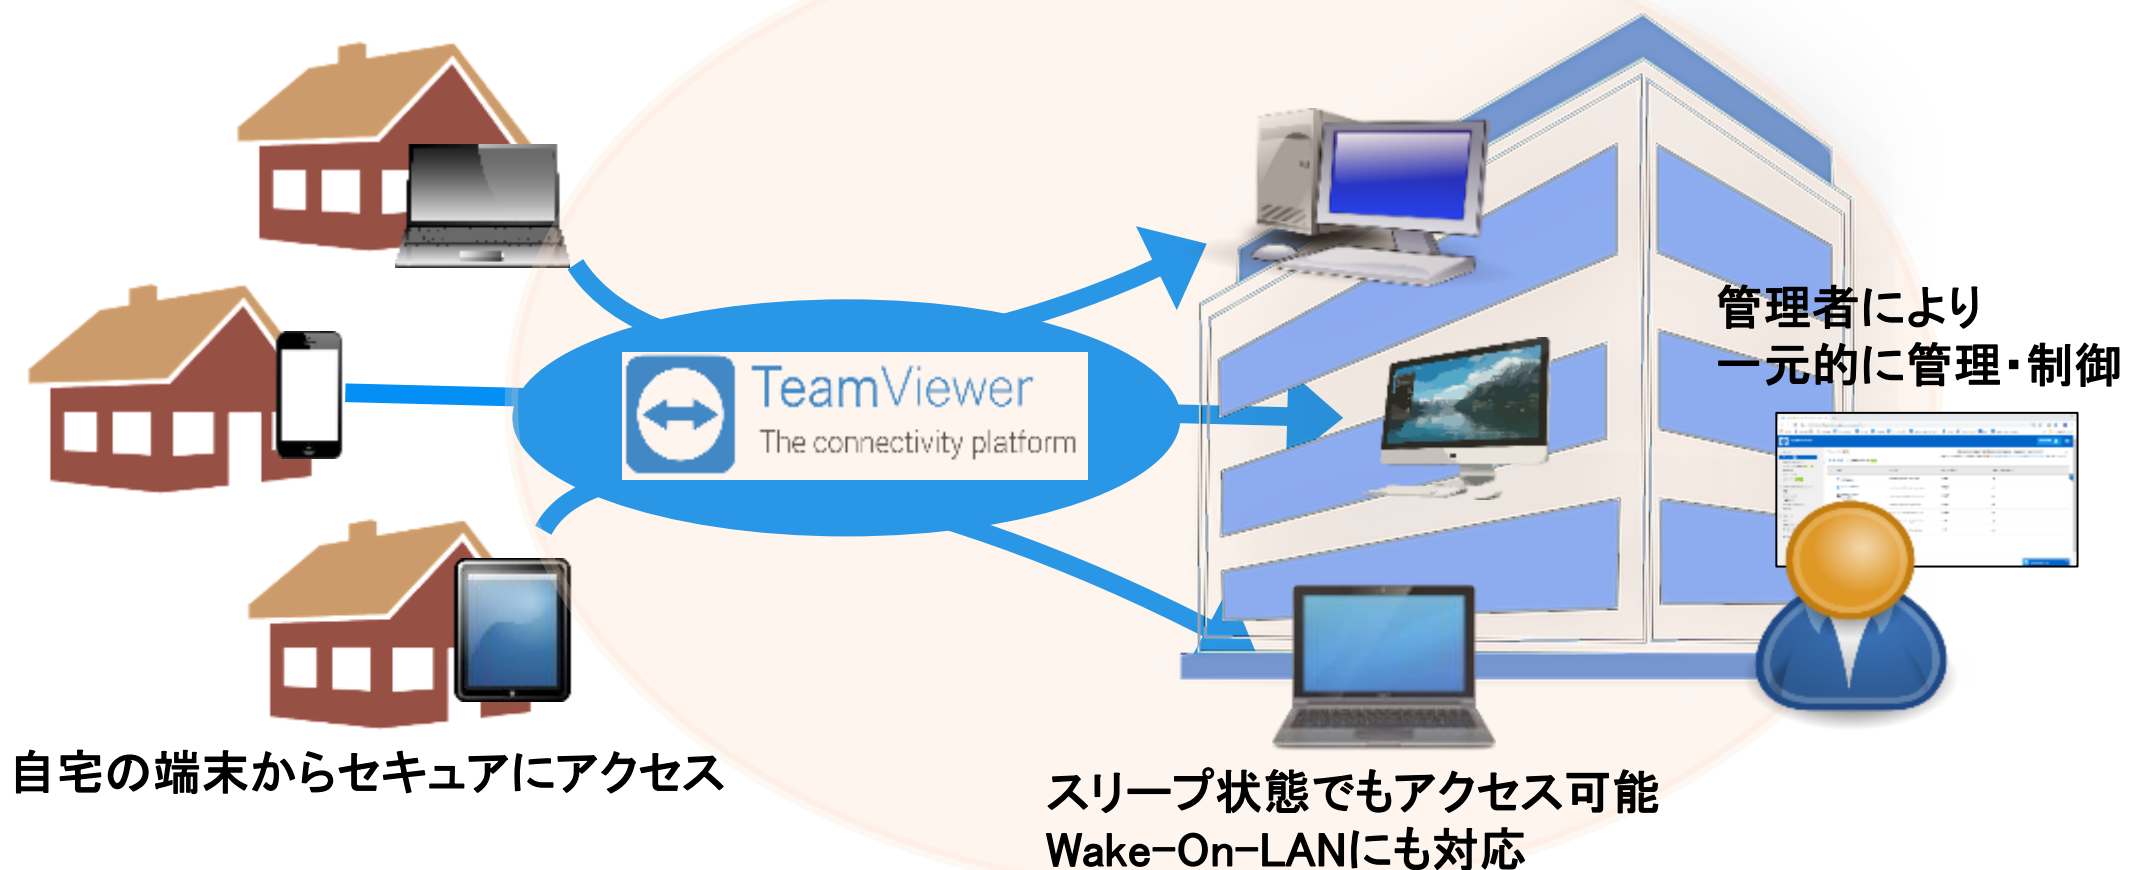 TeamViewer
The connectivity platform
管理者により
一元的に管理・制御
自宅の端末からセキュアにアクセス
スリープ状態でもアクセス可能
Wake-On-LANにも対応